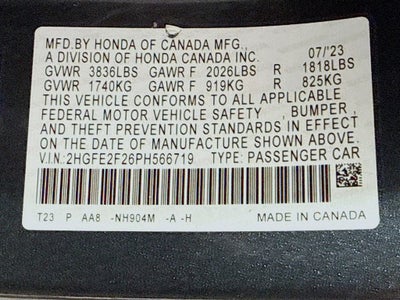 MFD.BY HONDA OF CANADA MFG.,
A DIVISION OF HONDA CANADA INC. 07/'23
GVWR 3836LBS GAWR F 2026LBS R 1818LBS
GVWR 1740KG GAWR F 919KG R 825KG
THIS VEHICLE CONFORMS TO ALL APPLICABLE
FEDERAL MOTOR VEHICLE SAFETY , BUMPER ,
AND THEFT PREVENTION STANDARDS IN EFFECT
ON THE DATE OF MANUFACTURE SHOWN ABOVE.
V.I.N:2HGFE2F26PH566719 TYPE: PASSENGER CAR
T23 P AA8 -NH904M -A -H MADE IN CANADA